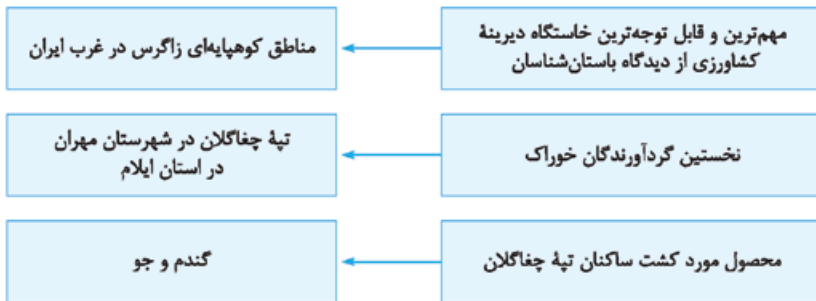 مهم‌ترین و قابل توجه‌ترین خاستگاه دیرینهٔ
کشاورزی از دیدگاه باستان‌شناسان
مناطق کوهپایه‌ای زاگرس در غرب ایران
نخستین گردآورندگان خوراک
تپهٔ چغاگلان در شهرستان مهران
در استان ایلام
محصول مورد کشت ساکنان تپهٔ چغاگلان
گندم و جو